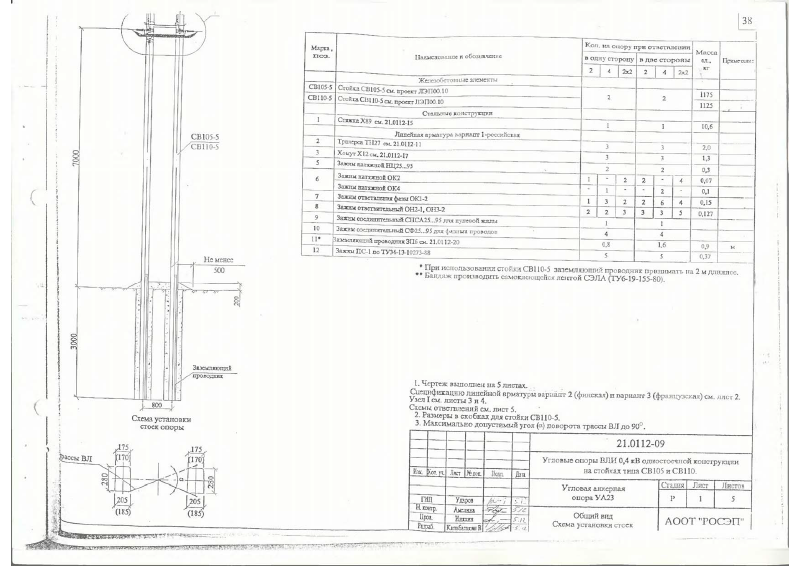 38
Марка, поз.
Наименование и обозначение
Кол. на опору при ответвлении
в одну сторону в две стороны
2 4 2х2 2 4 2х2
Масса ед., кг
Примечание
Железобетонные элементы
СВ105-5 Стойка СВ105-5 см. проект ЛЭП00.10 2 2 1175
СВ110-5 Стойка СВ110-5 см. проект ЛЭП00.10 1125
Стальные конструкции
1 Стяжка Х89 см. 21.0112-15 1 1 10,6
Линейная арматура вариант 1-российская
2 см. 21.0112-11 3 3 2,0
3 Хомут Х12 см. 21.0112-17 3 3 1,3
5 Зажим натяжной НЦ25...95 2 2 0,3
6 Зажим натяжной ОК2 1 - 2 2 - 4 0,67
Зажим натяжной ОК4 - 1 - - 2 - 0,1
7 Зажим ответвления фазы ОК1-2 1 3 2 2 6 4 0,15
8 Зажим ответвительный ОН2-1, ОН3-2 2 2 3 3 3 5 0,127
9 Зажим соединительный 25...95 для нулевой жилы 1 1
10 Зажим соединительный СФ25...95 для фазных проводов 4 4
11* Заземляющий проводник ЗП6 см. 21.0112-20 0,8 1,6 0,9 м
12 Зажим ПС-1 по ТУ34-13-10273-88 5 5 0,37
* При использовании стойки СВ110-5 заземляющий проводник принимать на 2 м длиннее.
** Бандаж производить самоклеющейся лентой СЭЛА (ТУ6-19-155-80).
7000
СВ105-5
СВ110-5
Не менее
500
200
3000
Заземляющий
проводник
800
Схема установки
стоек опоры
175
(170)
трассы ВЛ
280
205
(185)
α
175
(170)
280
205
(185)
1. Чертеж выполнен на 5 листах.
Спецификацию линейной арматуры вариант 2 (финская) и вариант 3 (французская) см. лист 2.
Узел I см. листы 3 и 4.
Схемы ответвлений см. лист 5.
2. Размеры в скобках для стойки СВ110-5.
3. Максимально допустимый угол (α) поворота трассы ВЛ до 90°.
21.0112-09
Угловые опоры ВЛИ 0,4 кВ одностоечной конструкции
на стойках типа СВ105 и СВ110.
Изм. Кол. уч. Лист №док. Подп. Дата
Угловая анкерная
опора УА23
Стадия Лист Листов
Р 1 5
ГИП Ударов
Н. контр. Амелина
Пров.
Разраб. Калабашкин
Общий вид
Схема установки стоек
АООТ "РОСЭП"